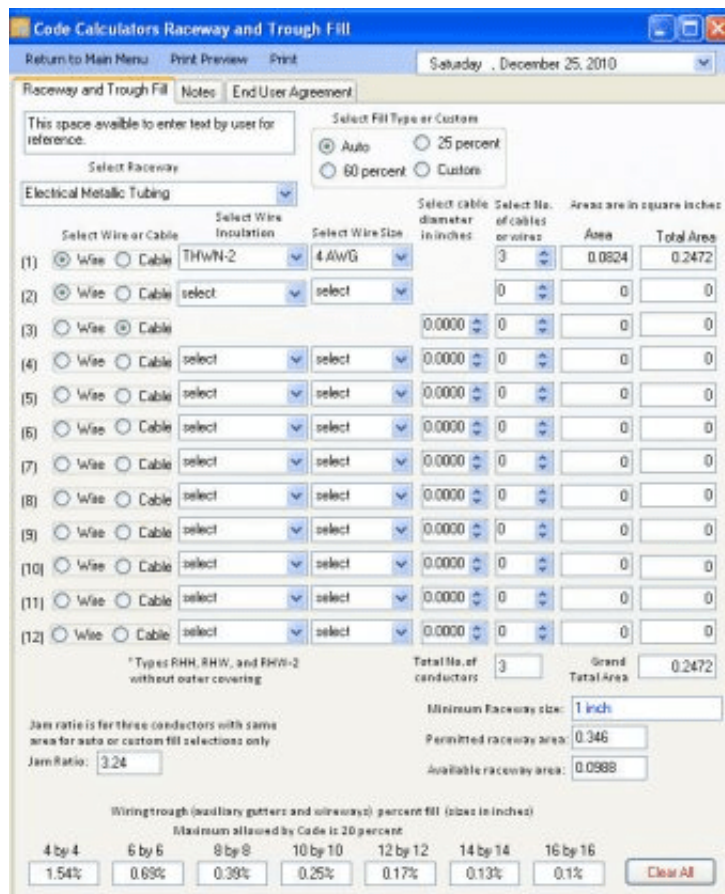 Code Calculators Raceway and Trough Fill
Return to Main Menu Print Preview Print Saturday , December 25, 2010
Raceway and Trough Fill Notes End User Agreement
This space availble to enter text by user for
reference.
Select Fill Type or Custom
Auto 25 percent
60 percent Custom
Select Raceway
Electrical Metallic Tubing
Select Wire or Cable Select Wire Insulation Select Wire Size Select cable diameter in inches Select No. of cables or wires Areas are in square inches Area Total Area
(1) Wire Cable THWN-2 4 AWG 3 0.0824 0.2472
(2) Wire Cable select select 0 0 0
(3) Wire Cable 0.0000 0 0 0
(4) Wire Cable select select 0.0000 0 0 0
(5) Wire Cable select select 0.0000 0 0 0
(6) Wire Cable select select 0.0000 0 0 0
(7) Wire Cable select select 0.0000 0 0 0
(8) Wire Cable select select 0.0000 0 0 0
(9) Wire Cable select select 0.0000 0 0 0
(10) Wire Cable select select 0.0000 0 0 0
(11) Wire Cable select select 0.0000 0 0 0
(12) Wire Cable select select 0.0000 0 0 0
* Types RHH, RHW, and RHW-2
without outer covering
Total No. of
conductors 3
Grand
Total Area 0.2472
Minimum Raceway size: 1 inch
Jam ratio is for three conductors with same
area for auto or custom fill selections only
Permitted raceway area: 0.346
Jam Ratio: 3.24
Available raceway area: 0.0988
Wiring trough (auxiliary gutters and wireways) percent fill (sizes in inches)
Maximum allowed by Code is 20 percent
4 by 4 6 by 6 8 by 8 10 by 10 12 by 12 14 by 14 16 by 16
1.54% 0.69% 0.39% 0.25% 0.17% 0.13% 0.1% Clear All